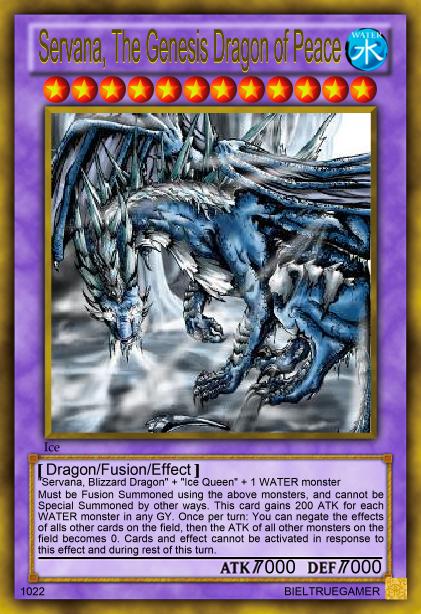 Servana, The Genesis Dragon of Peace
WATER
水
Ice
[ Dragon/Fusion/Effect ]
"Servana, Blizzard Dragon" + "Ice Queen" + 1 WATER monster
Must be Fusion Summoned using the above monsters, and cannot be
Special Summoned by other ways. This card gains 200 ATK for each
WATER monster in any GY. Once per turn: You can negate the effects
of alls other cards on the field, then the ATK of all other monsters on the
field becomes 0. Cards and effect cannot be activated in response to
this effect and during rest of this turn.
ATK 7000 DEF 7000
1022 BIELTRUEGAMER